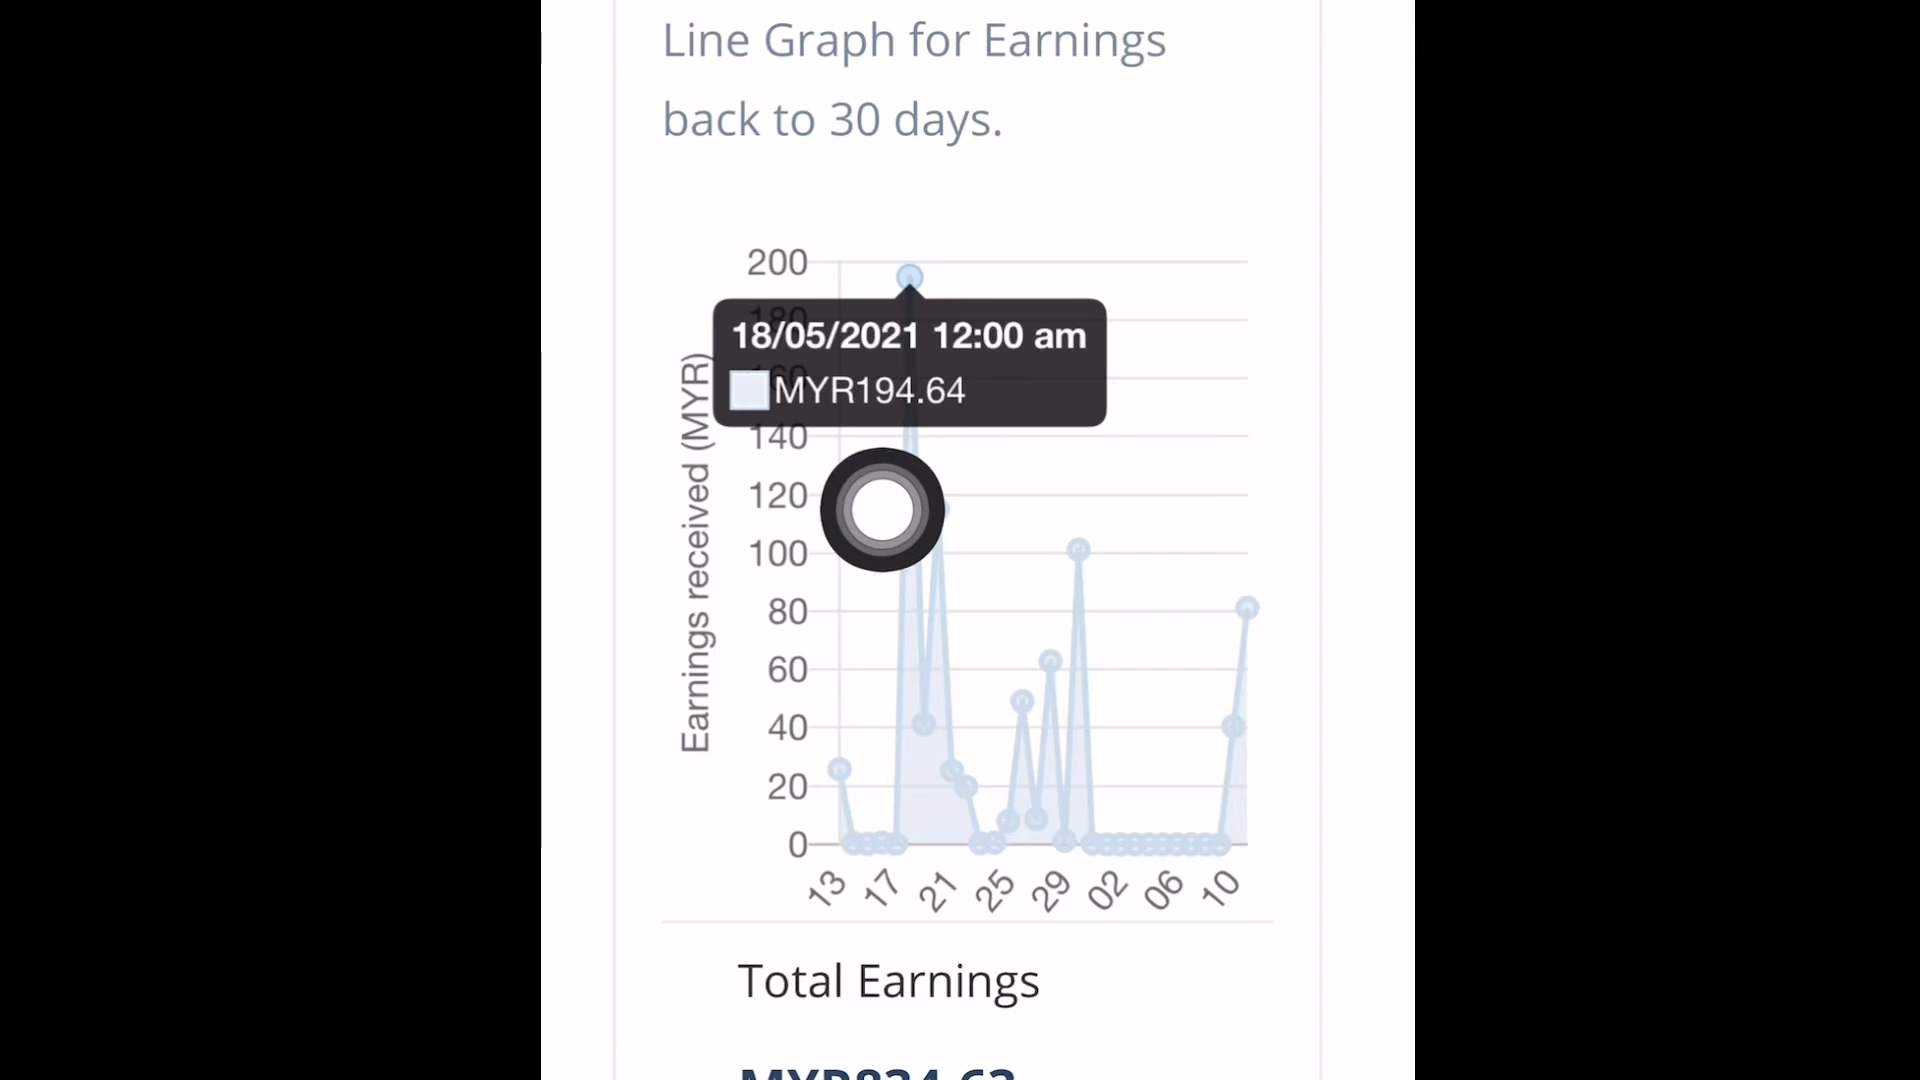 Line Graph for Earnings
back to 30 days.
200
180
18/05/2021 12:00 am
160
MYR194.64
140
120
100
80
60
40
20
0
Earnings received (MYR)
13 17 21 25 29 02 06 10
Total Earnings